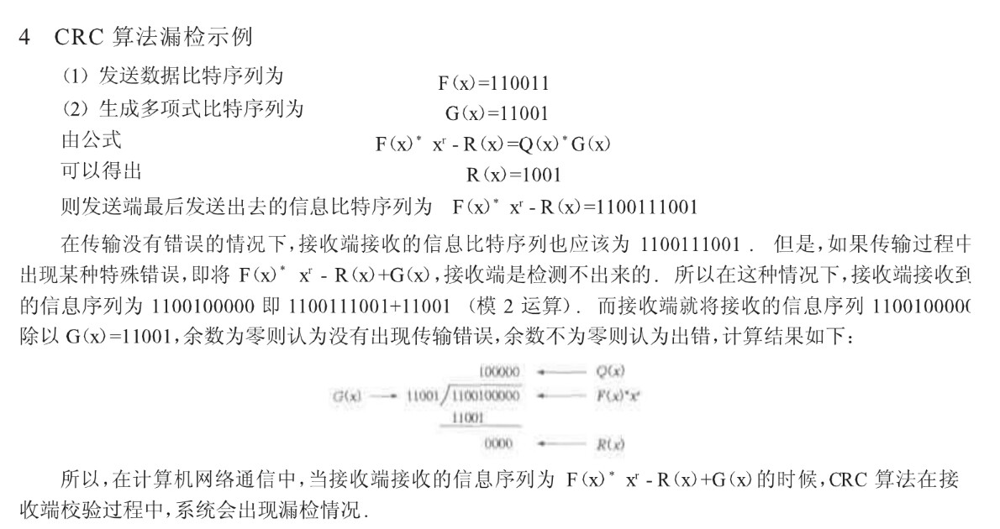 4 CRC 算法漏检示例
(1) 发送数据比特序列为 F(x)=110011
(2) 生成多项式比特序列为 G(x)=11001
由公式 F(x)* xʳ - R(x)=Q(x)*G(x)
可以得出 R(x)=1001
则发送端最后发送出去的信息比特序列为 F(x)* xʳ - R(x)=1100111001
在传输没有错误的情况下,接收端接收的信息比特序列也应该为 1100111001 . 但是,如果传输过程中
出现某种特殊错误,即将 F(x)* xʳ - R(x)+G(x),接收端是检测不出来的. 所以在这种情况下,接收端接收到
的信息序列为 1100100000 即 1100111001+11001 (模 2 运算). 而接收端就将接收的信息序列 1100100000
除以 G(x)=11001,余数为零则认为没有出现传输错误,余数不为零则认为出错,计算结果如下:
100000 ← Q(x)
G(x) → 11001 / 1100100000 ← F(x)*xʳ
11001
0000 ← R(x)
所以,在计算机网络通信中,当接收端接收的信息序列为 F(x)* xʳ - R(x)+G(x)的时候,CRC 算法在接
收端校验过程中,系统会出现漏检情况.